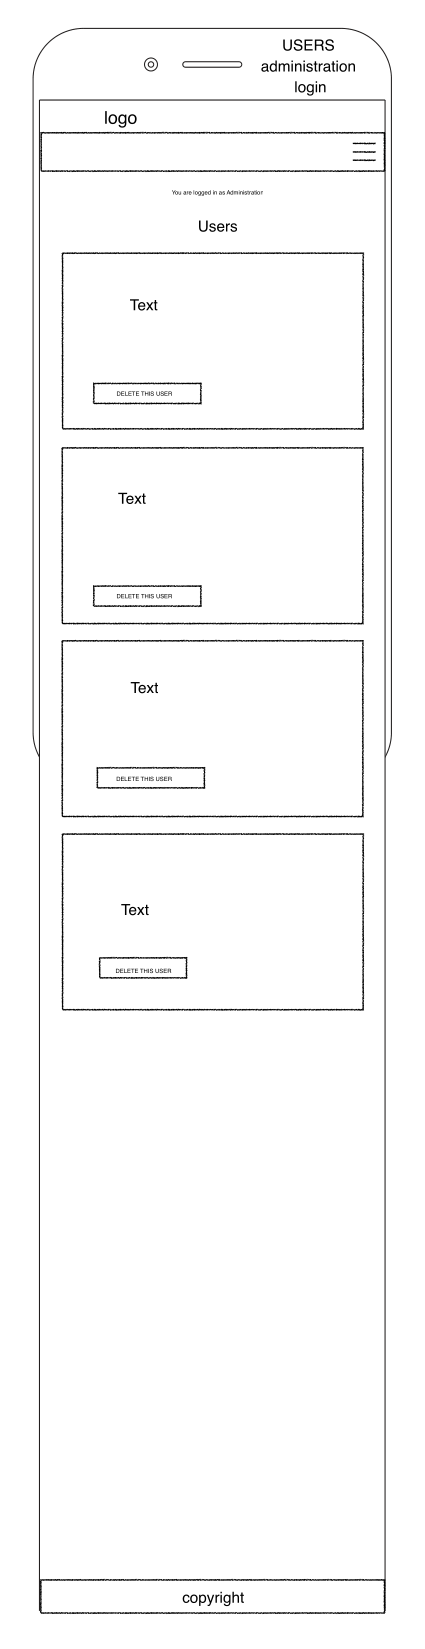 USERS
administration
login
logo
You are logged in as Administration
Users
Text
DELETE THIS USER
Text
DELETE THIS USER
Text
DELETE THIS USER
Text
DELETE THIS USER
copyright